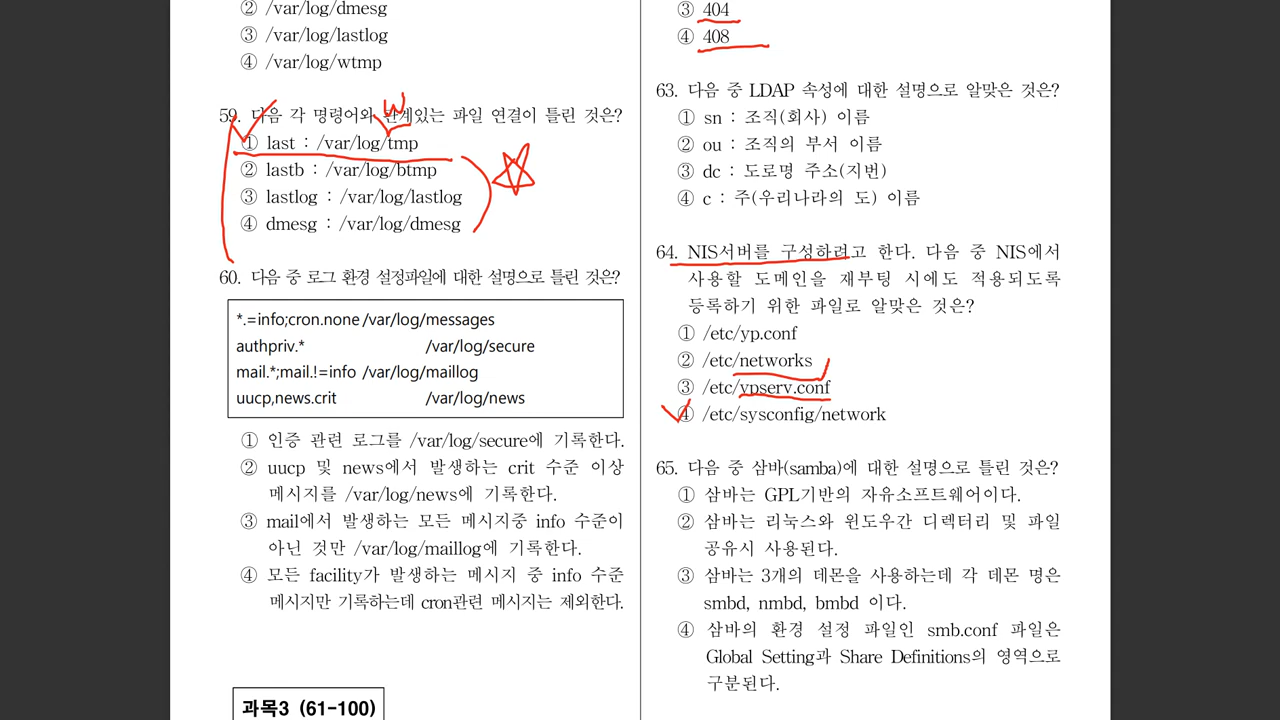 ② /var/log/dmesg
③ /var/log/lastlog
④ /var/log/wtmp
59. 다음 각 명령어와 관계있는 파일 연결이 틀린 것은?
w
① last : /var/log/tmp
② lastb : /var/log/btmp
③ lastlog : /var/log/lastlog
④ dmesg : /var/log/dmesg
60. 다음 중 로그 환경 설정파일에 대한 설명으로 틀린 것은?
*.=info;cron.none /var/log/messages
authpriv.* /var/log/secure
mail.*;mail.!=info /var/log/maillog
uucp,news.crit /var/log/news
① 인증 관련 로그를 /var/log/secure에 기록한다.
② uucp 및 news에서 발생하는 crit 수준 이상
메시지를 /var/log/news에 기록한다.
③ mail에서 발생하는 모든 메시지중 info 수준이
아닌 것만 /var/log/maillog에 기록한다.
④ 모든 facility가 발생하는 메시지 중 info 수준
메시지만 기록하는데 cron관련 메시지는 제외한다.
과목3 (61-100)
③ 404
④ 408
63. 다음 중 LDAP 속성에 대한 설명으로 알맞은 것은?
① sn : 조직(회사) 이름
② ou : 조직의 부서 이름
③ dc : 도로명 주소(지번)
④ c : 주(우리나라의 도) 이름
64. NIS서버를 구성하려고 한다. 다음 중 NIS에서
사용할 도메인을 재부팅 시에도 적용되도록
등록하기 위한 파일로 알맞은 것은?
① /etc/yp.conf
② /etc/networks
③ /etc/ypserv.conf
④ /etc/sysconfig/network
65. 다음 중 삼바(samba)에 대한 설명으로 틀린 것은?
① 삼바는 GPL기반의 자유소프트웨어이다.
② 삼바는 리눅스와 윈도우간 디렉터리 및 파일
공유시 사용된다.
③ 삼바는 3개의 데몬을 사용하는데 각 데몬 명은
smbd, nmbd, bmbd 이다.
④ 삼바의 환경 설정 파일인 smb.conf 파일은
Global Setting과 Share Definitions의 영역으로
구분된다.